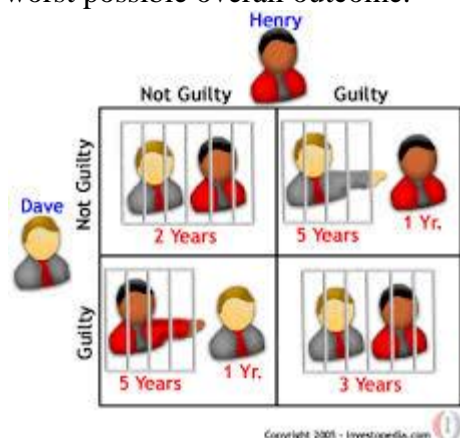 worst possible overall outcome.
Henry
Not Guilty Guilty
Not Guilty
2 Years
5 Years
1 Yr.
Dave
Guilty
5 Years
1 Yr.
3 Years
Copyright 2005 - investopedia.com